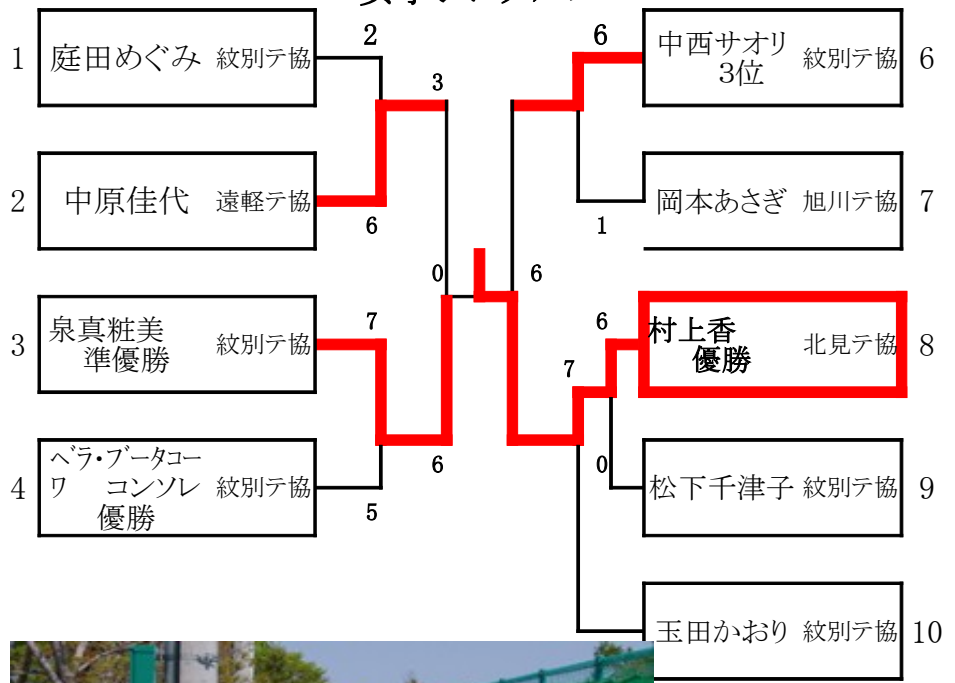 1 庭田めぐみ 紋別テ協
2 中原佳代 遠軽テ協
3 泉真粧美 紋別テ協
準優勝
4 ベラ・ブータコー
ワ コンソレ 紋別テ協
優勝
2
3
6
0
7
6
5
6
中西サオリ 紋別テ協 6
3位
岡本あさぎ 旭川テ協 7
村上香 北見テ協 8
優勝
松下千津子 紋別テ協 9
玉田かおり 紋別テ協 10
1
6
6
7
0